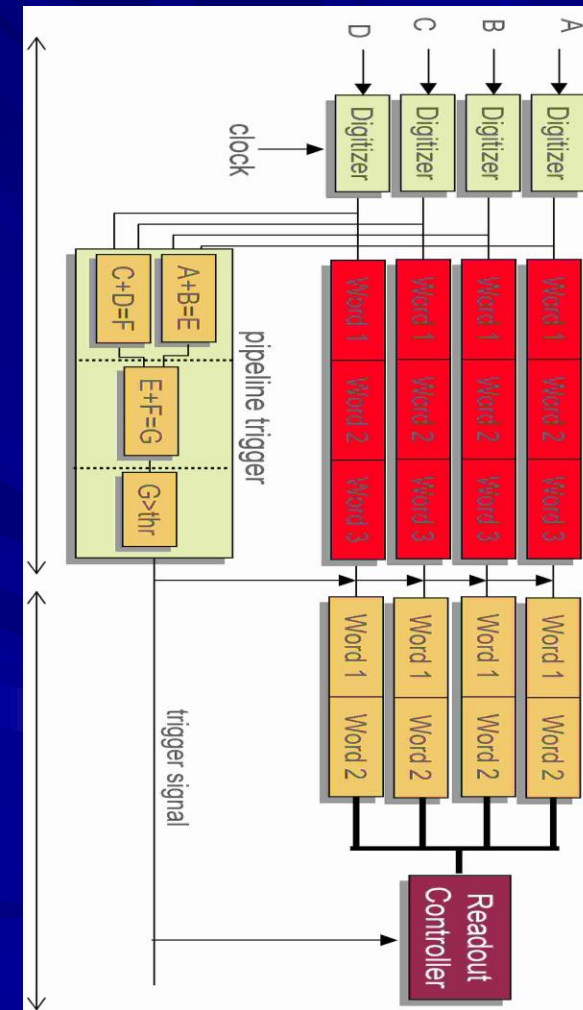 A
Digitizer
Word 1
Word 2
Word 3
Word 1
Word 2
B
Digitizer
Word 1
Word 2
Word 3
Word 1
Word 2
Readout
Controller
C
Digitizer
Word 1
Word 2
Word 3
Word 1
Word 2
D
Digitizer
Word 1
Word 2
Word 3
Word 1
Word 2
clock
pipeline trigger
A+B=E
C+D=F
E+F=G
G>thr
trigger signal